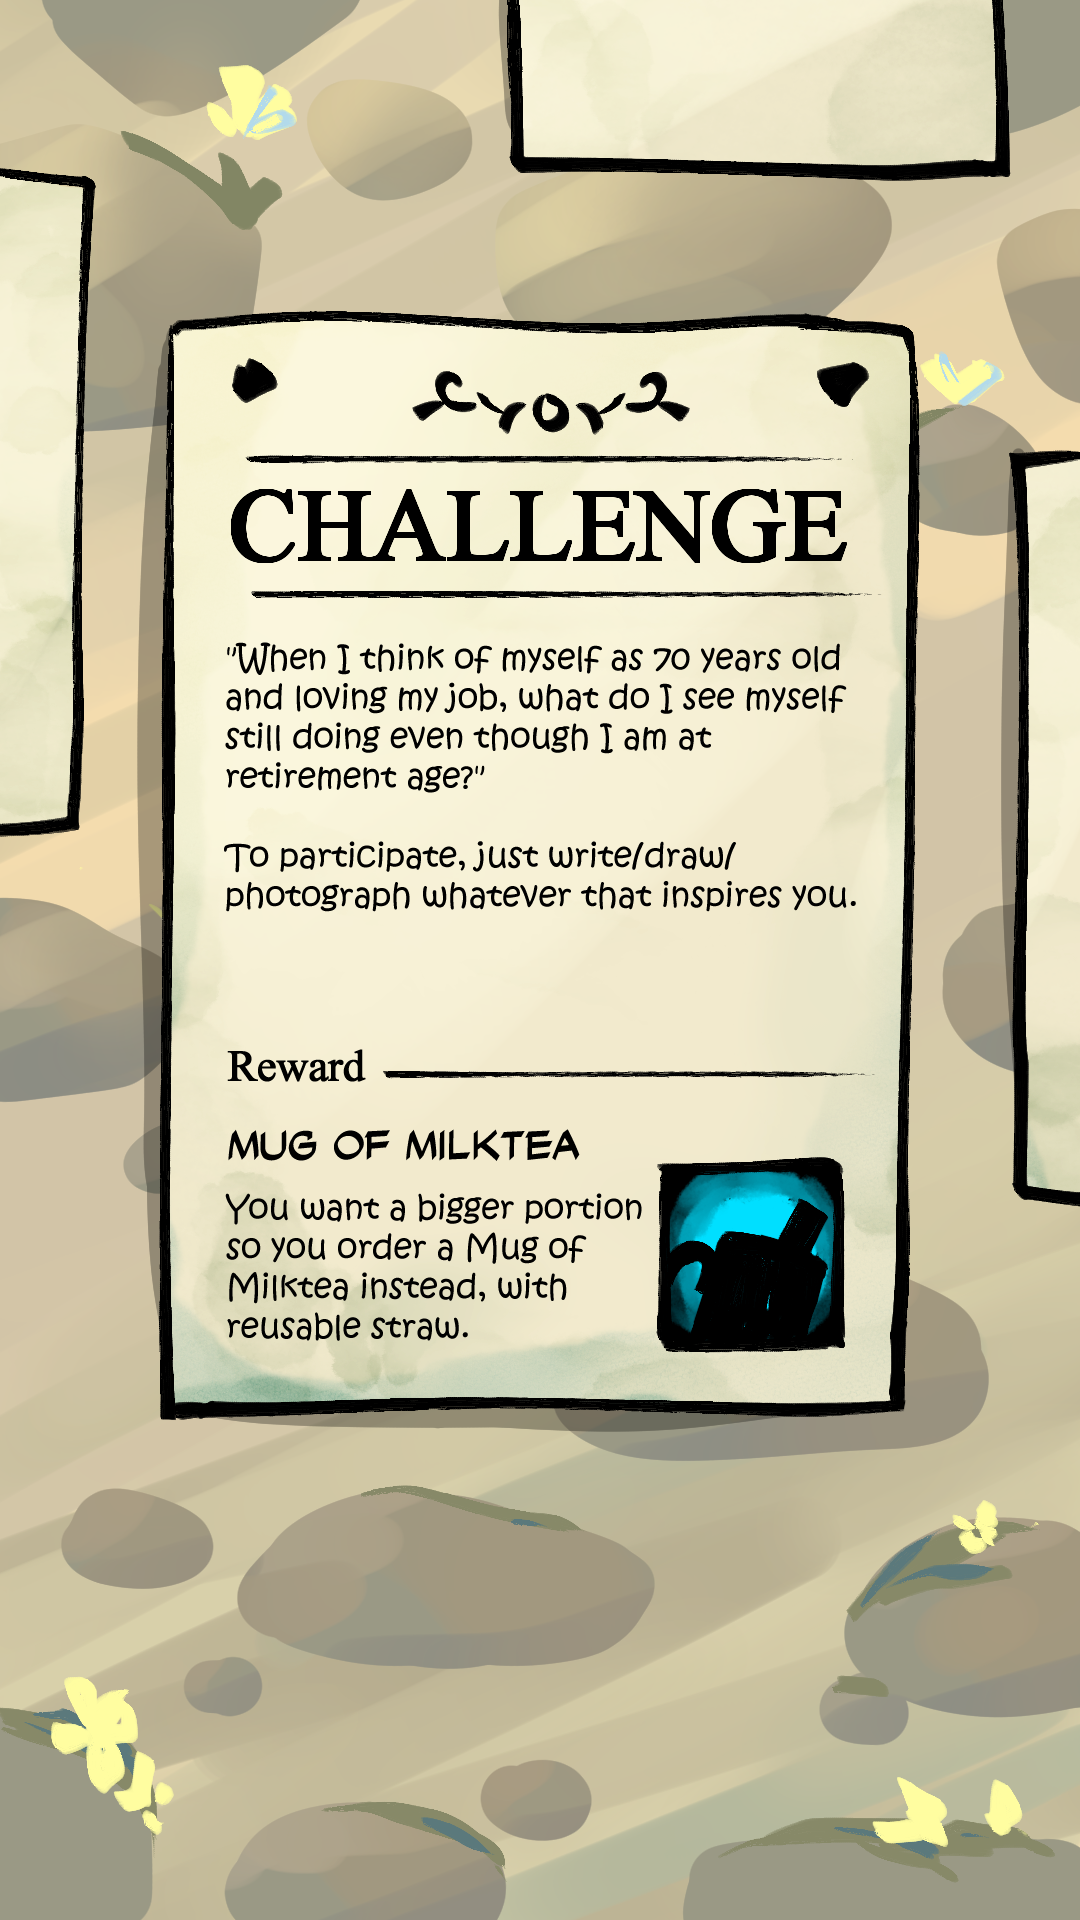 CHALLENGE
"When I think of myself as 70 years old
and loving my job, what do I see myself
still doing even though I am at
retirement age?"
To participate, just write/draw/
photograph whatever that inspires you.
Reward
MUG OF MILKTEA
You want a bigger portion
so you order a Mug of
Milktea instead, with
reusable straw.